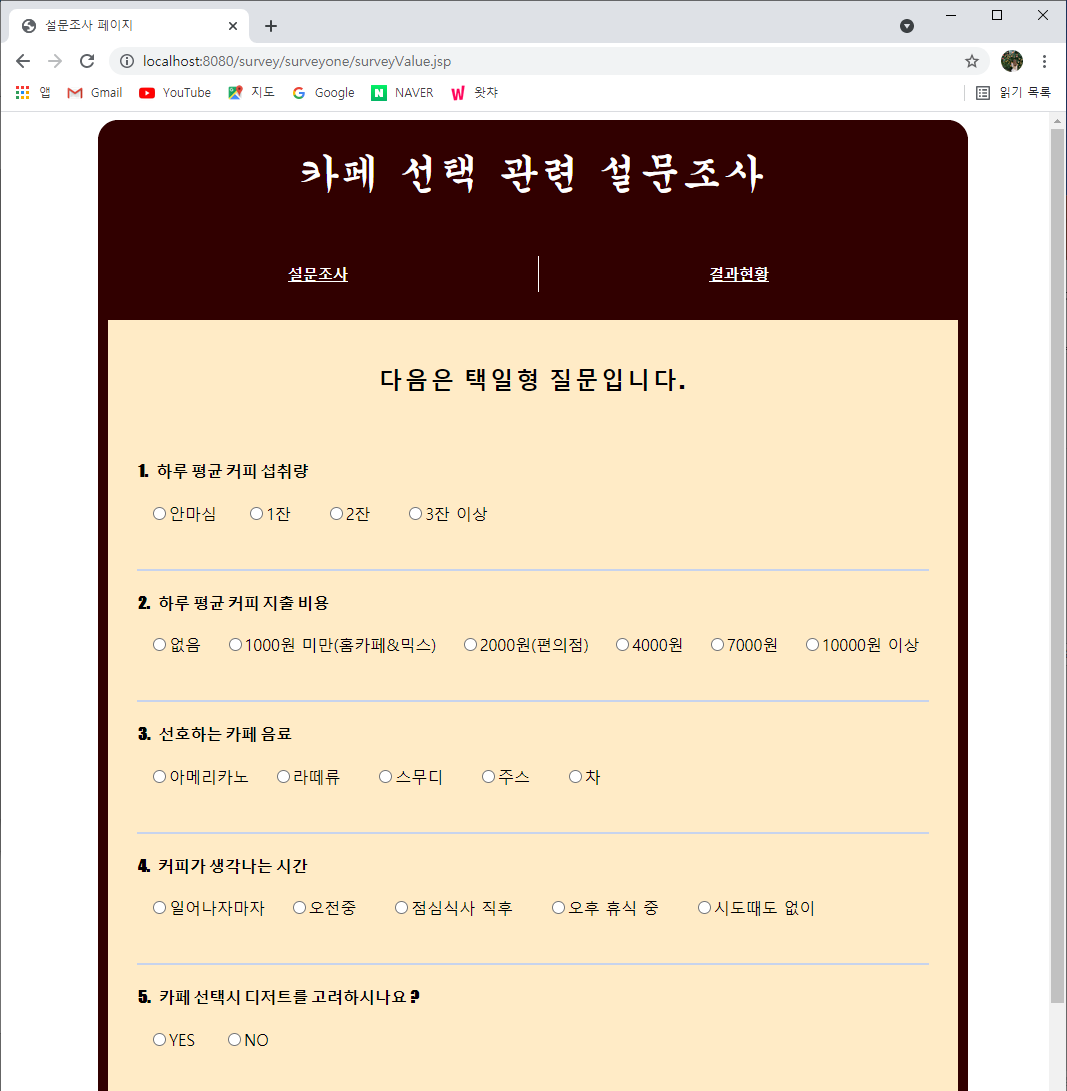 설문조사 페이지
localhost:8080/survey/surveyone/surveyValue.jsp
앱 Gmail YouTube 지도 Google NAVER 왓챠 읽기 목록
카페 선택 관련 설문조사
설문조사 결과현황
다음은 택일형 질문입니다.
1. 하루 평균 커피 섭취량
안마심 1잔 2잔 3잔 이상
2. 하루 평균 커피 지출 비용
없음 1000원 미만(홈카페&믹스) 2000원(편의점) 4000원 7000원 10000원 이상
3. 선호하는 카페 음료
아메리카노 라떼류 스무디 주스 차
4. 커피가 생각나는 시간
일어나자마자 오전중 점심식사 직후 오후 휴식 중 시도때도 없이
5. 카페 선택시 디저트를 고려하시나요?
YES NO